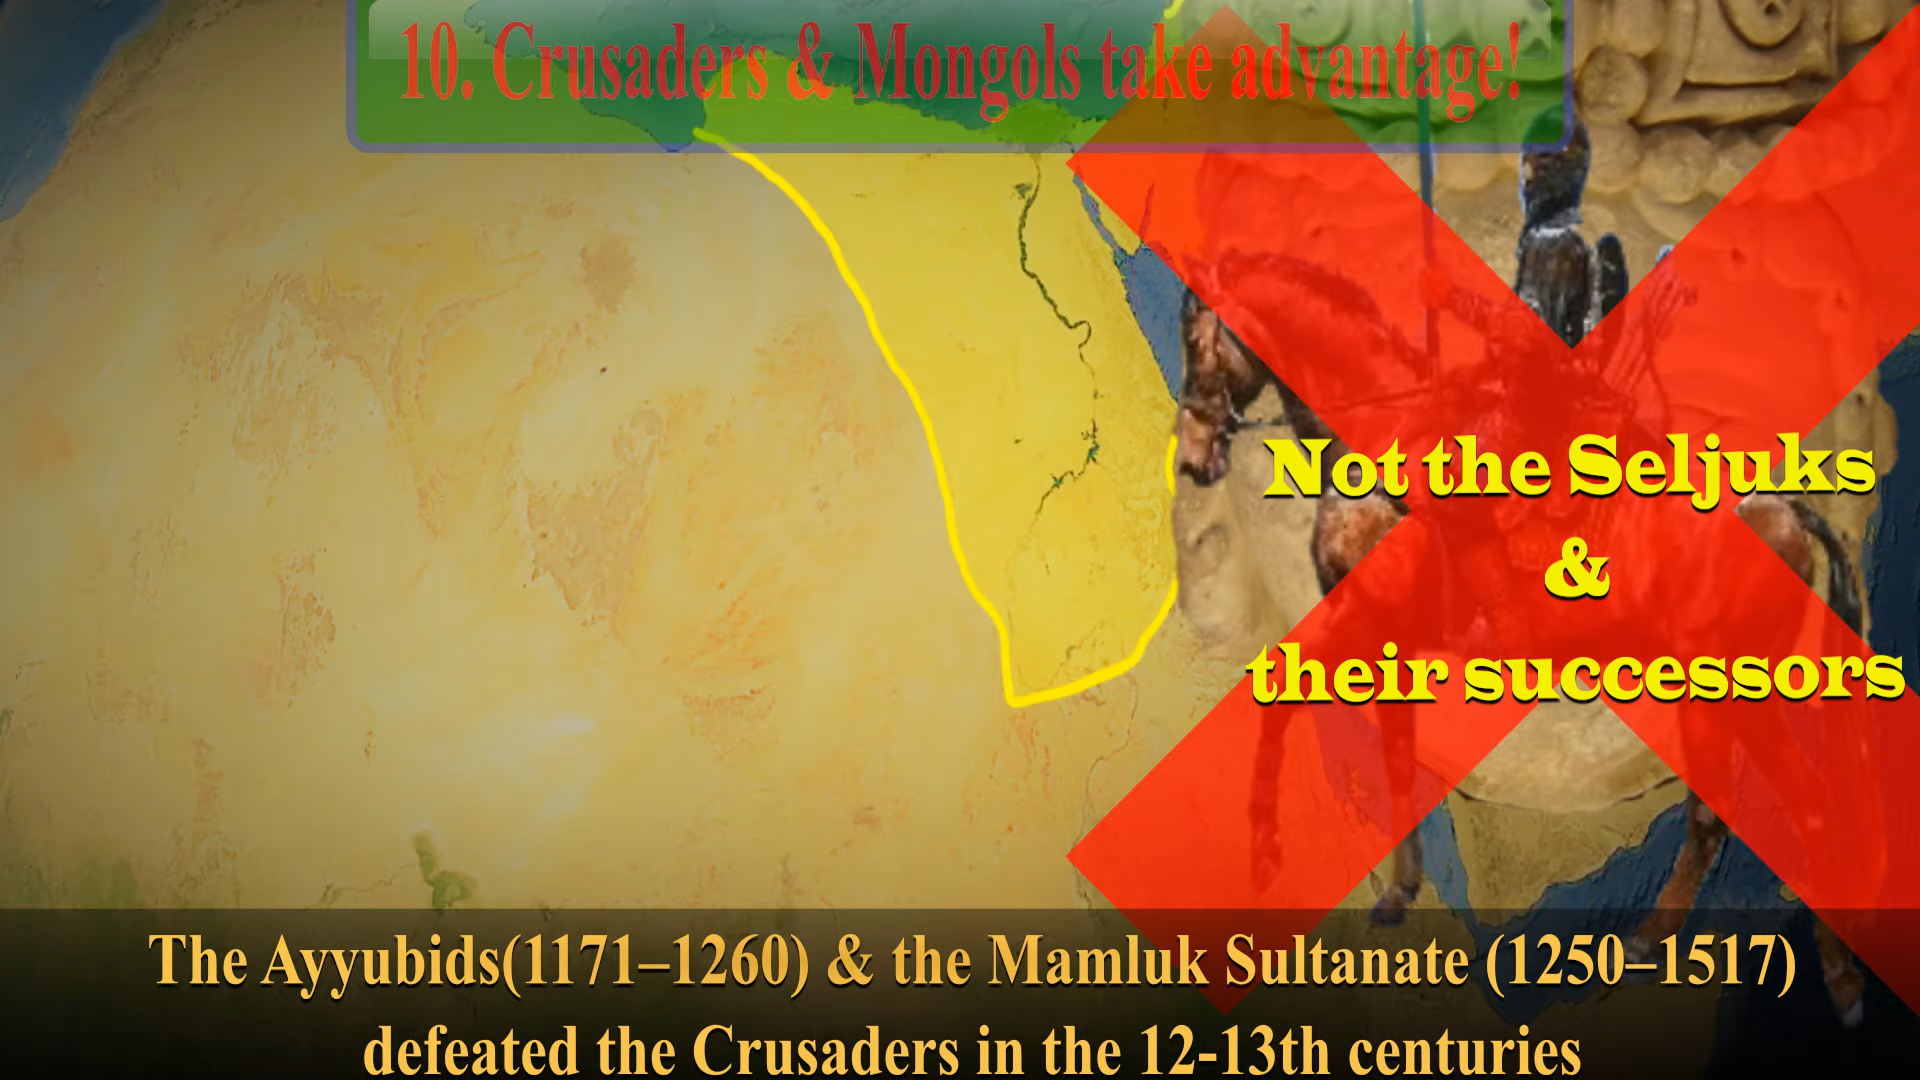 10. Crusaders & Mongols take advantage!
Not the Seljuks
&
their successors
The Ayyubids(1171–1260) & the Mamluk Sultanate (1250–1517)
defeated the Crusaders in the 12-13th centuries